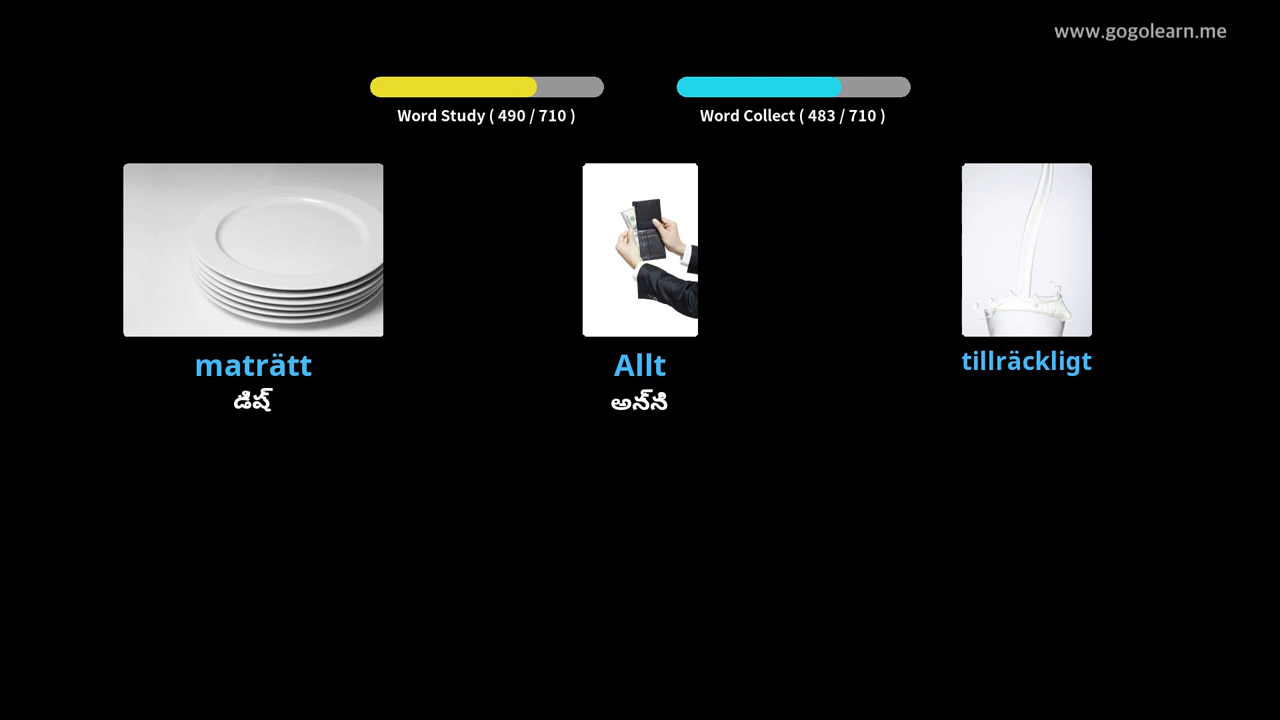 www.gogolearn.me
Word Study ( 490 / 710 )
Word Collect ( 483 / 710 )
maträtt
Allt
tillräckligt
డిష్
అన్ని